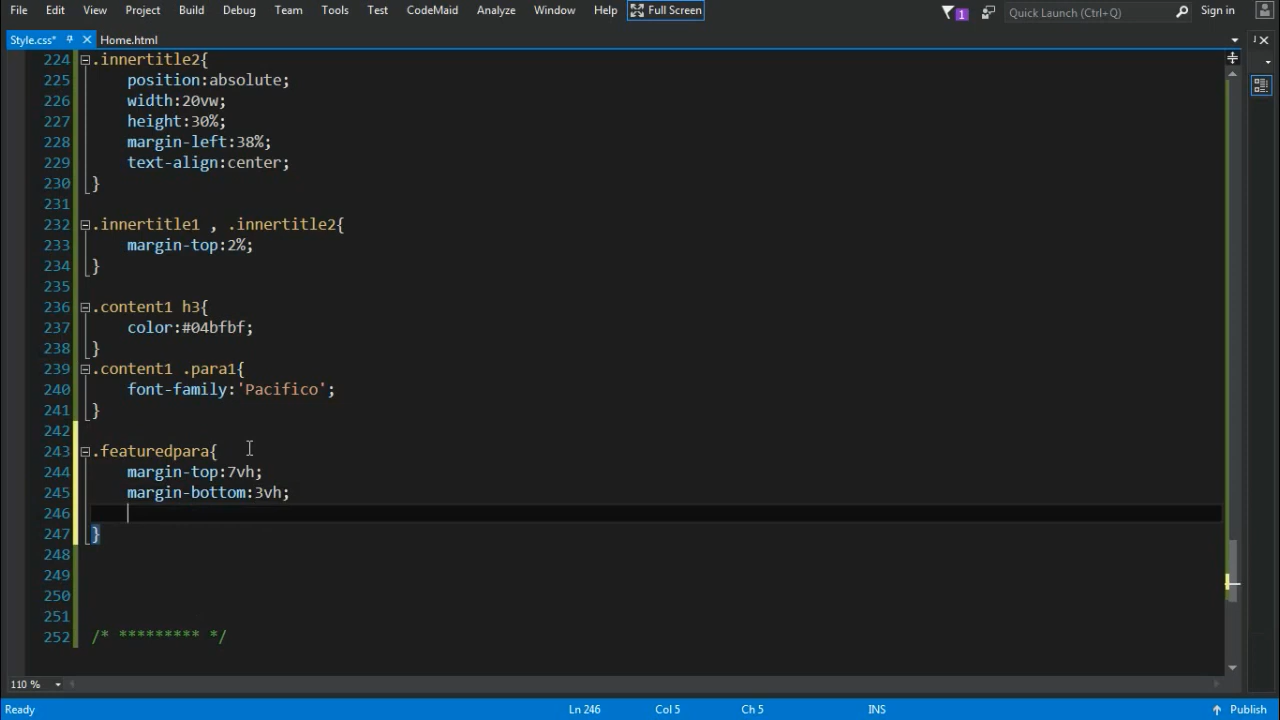 File Edit View Project Build Debug Team Tools Test CodeMaid Analyze Window Help Full Screen 1 Quick Launch (Ctrl+Q) Sign in
Style.css* Home.html
224 .innertitle2{
225 position:absolute;
226 width:20vw;
227 height:30%;
228 margin-left:38%;
229 text-align:center;
230 }
231
232 .innertitle1 , .innertitle2{
233 margin-top:2%;
234 }
235
236 .content1 h3{
237 color:#04bfbf;
238 }
239 .content1 .para1{
240 font-family:'Pacifico';
241 }
242
243 .featuredpara{
244 margin-top:7vh;
245 margin-bottom:3vh;
246
247 }
248
249
250
251
252 /* ********* */
110 %
Ready Ln 246 Col 5 Ch 5 INS Publish